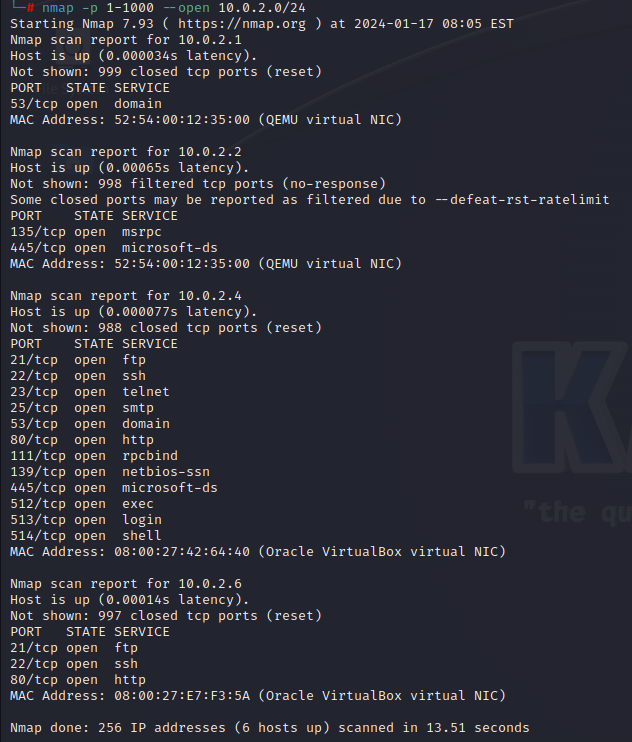 └─# nmap -p 1-1000 --open 10.0.2.0/24
Starting Nmap 7.93 ( https://nmap.org ) at 2024-01-17 08:05 EST
Nmap scan report for 10.0.2.1
Host is up (0.000034s latency).
Not shown: 999 closed tcp ports (reset)
PORT   STATE SERVICE
53/tcp open  domain
MAC Address: 52:54:00:12:35:00 (QEMU virtual NIC)

Nmap scan report for 10.0.2.2
Host is up (0.00065s latency).
Not shown: 998 filtered tcp ports (no-response)
Some closed ports may be reported as filtered due to --defeat-rst-ratelimit
PORT    STATE SERVICE
135/tcp open  msrpc
445/tcp open  microsoft-ds
MAC Address: 52:54:00:12:35:00 (QEMU virtual NIC)

Nmap scan report for 10.0.2.4
Host is up (0.000077s latency).
Not shown: 988 closed tcp ports (reset)
PORT    STATE SERVICE
21/tcp  open  ftp
22/tcp  open  ssh
23/tcp  open  telnet
25/tcp  open  smtp
53/tcp  open  domain
80/tcp  open  http
111/tcp open  rpcbind
139/tcp open  netbios-ssn
445/tcp open  microsoft-ds
512/tcp open  exec
513/tcp open  login
514/tcp open  shell
MAC Address: 08:00:27:42:64:40 (Oracle VirtualBox virtual NIC)

Nmap scan report for 10.0.2.6
Host is up (0.00014s latency).
Not shown: 997 closed tcp ports (reset)
PORT   STATE SERVICE
21/tcp open  ftp
22/tcp open  ssh
80/tcp open  http
MAC Address: 08:00:27:E7:F3:5A (Oracle VirtualBox virtual NIC)

Nmap done: 256 IP addresses (6 hosts up) scanned in 13.51 seconds
K
"the qu